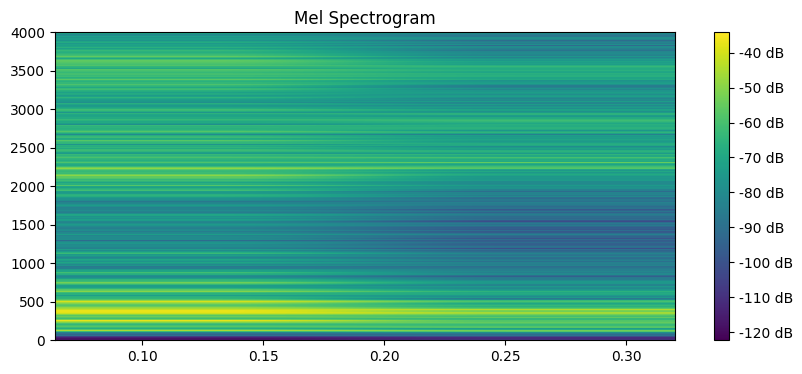 Mel Spectrogram
4000
3500
3000
2500
2000
1500
1000
500
0
0.10 0.15 0.20 0.25 0.30
-40 dB
-50 dB
-60 dB
-70 dB
-80 dB
-90 dB
-100 dB
-110 dB
-120 dB